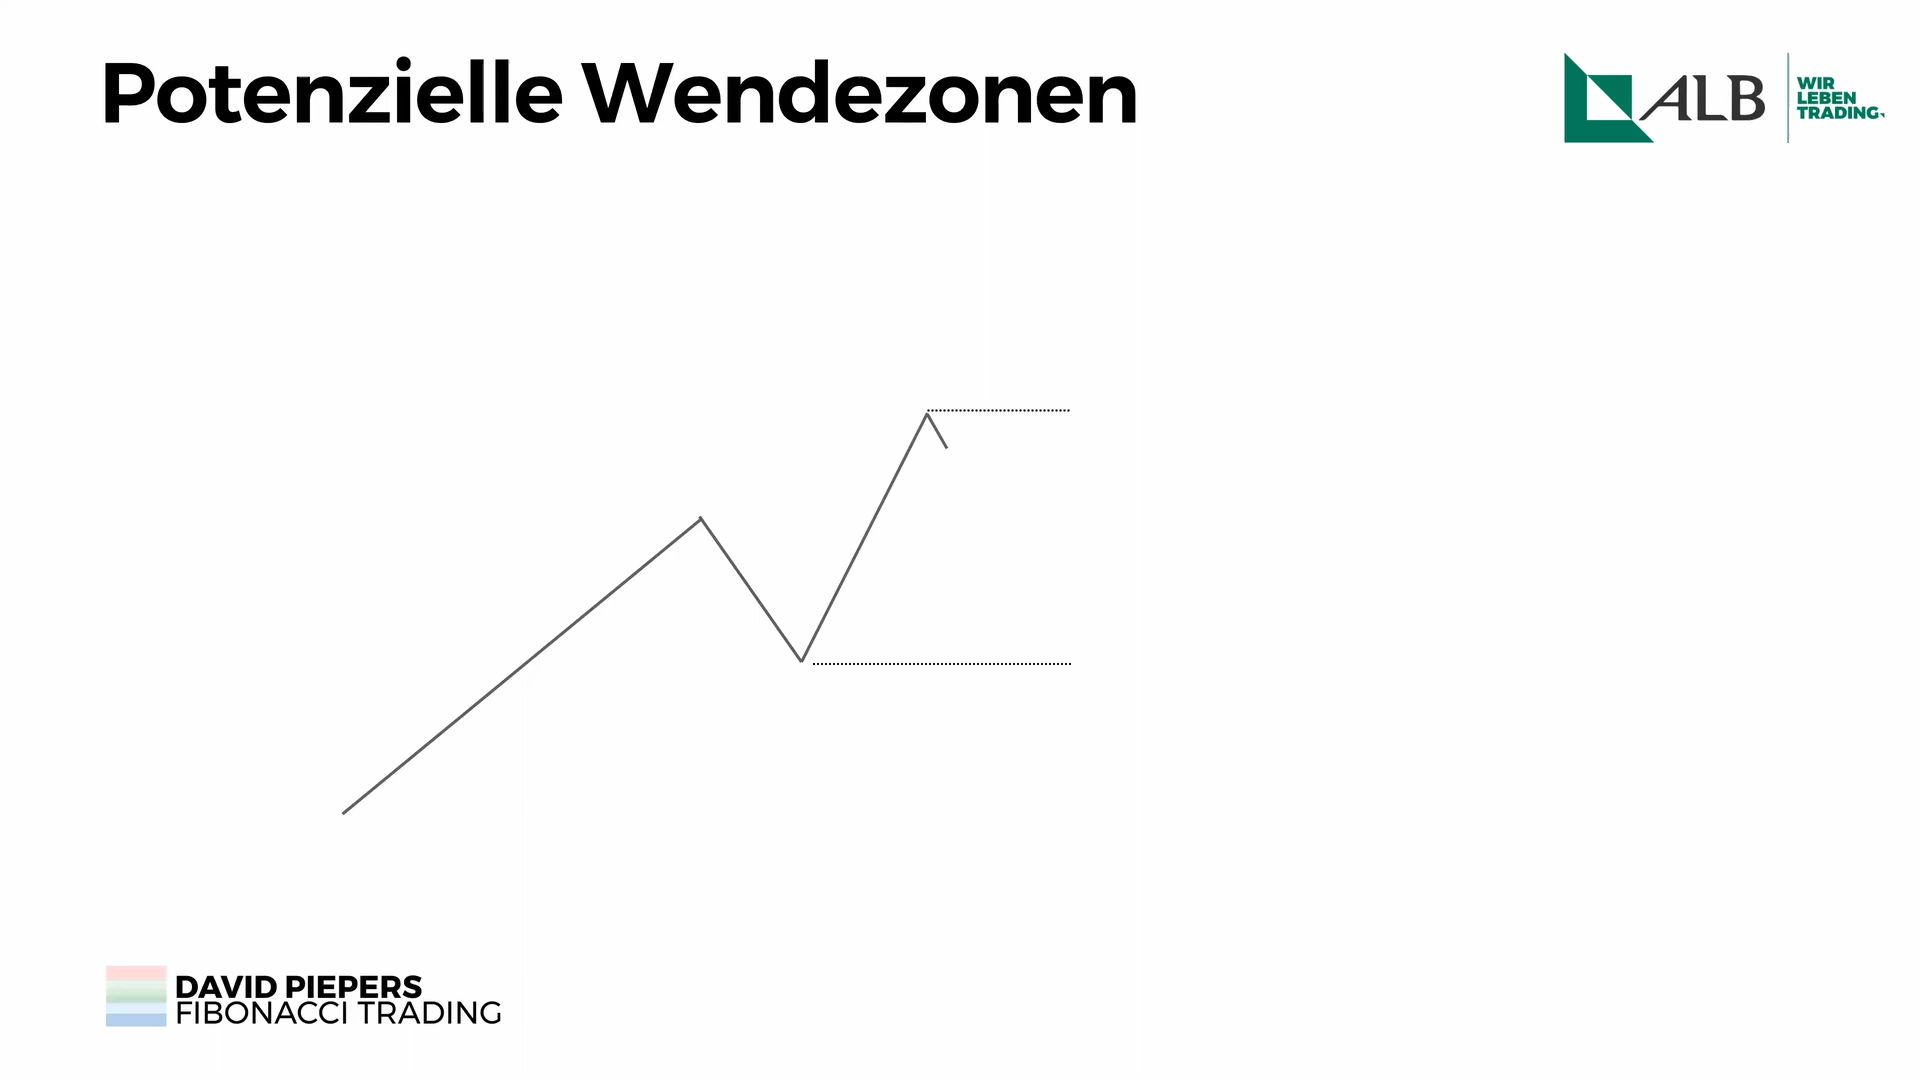 Potenzielle Wendezonen
ALB
WIR
LEBEN
TRADING
DAVID PIEPERS
FIBONACCI TRADING